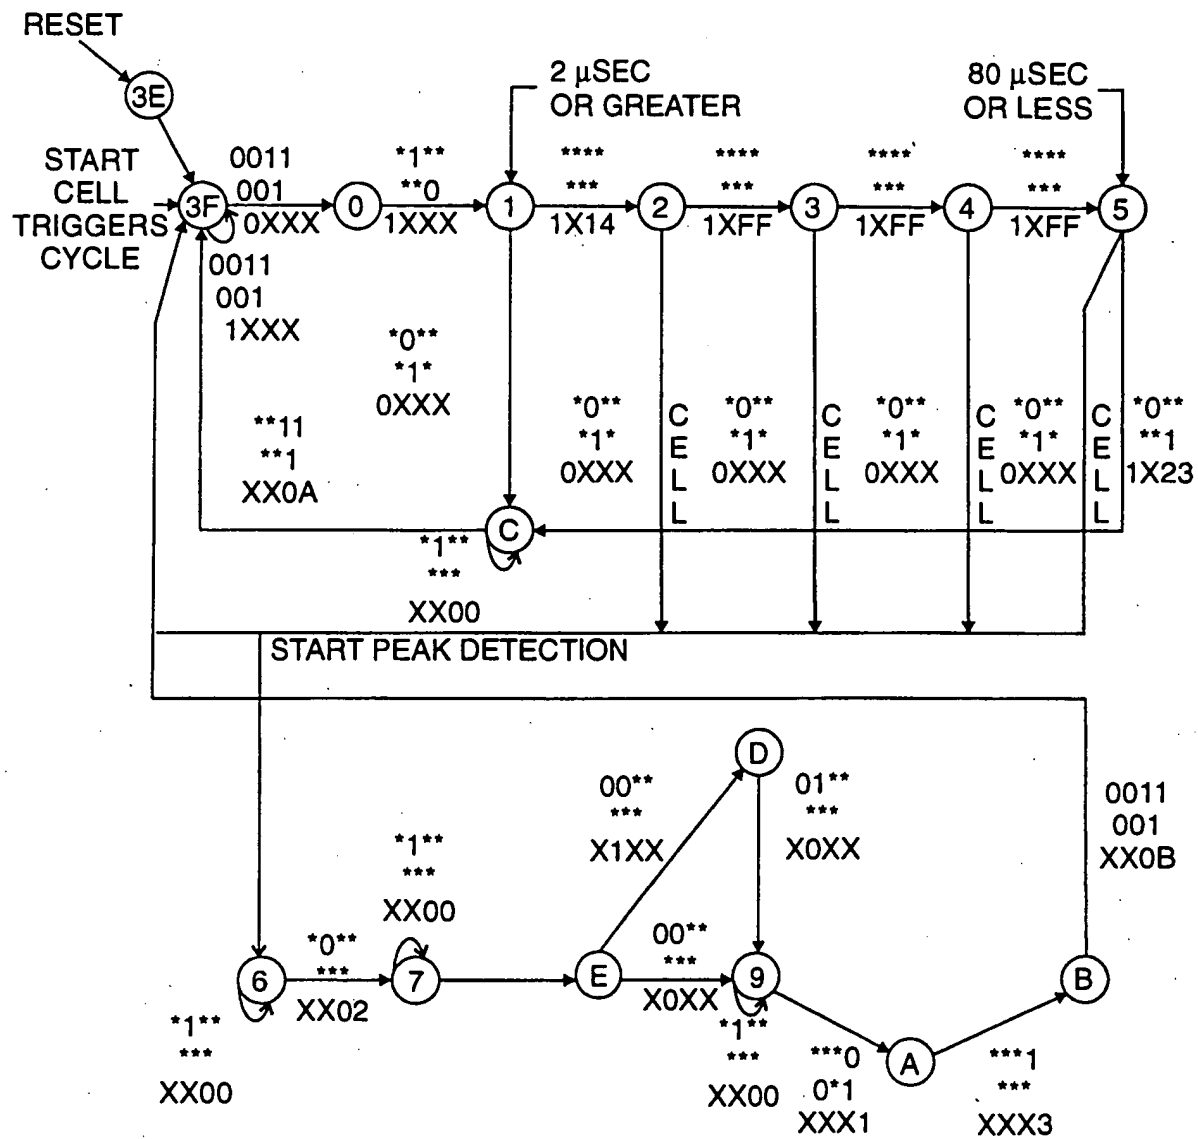 RESET
3E
2 µSEC
OR GREATER
80 µSEC
OR LESS
START
CELL
TRIGGERS
CYCLE
3F
0011
001
0XXX
0
*1**
**0
1XXX
1
****
***
1X14
2
****
***
1XFF
3
****
***
1XFF
4
****
***
1XFF
5
0011
001
1XXX
*0**
*1*
0XXX
**11
**1
XX0A
*0**
*1*
0XXX
CELL
*0**
*1*
0XXX
CELL
*0**
*1*
0XXX
CELL
*0**
*1*
0XXX
CELL
*0**
**1
1X23
C
*1**
***
XX00
START PEAK DETECTION
D
00**
***
X1XX
01**
***
X0XX
0011
001
XX0B
*1**
***
XX00
6
*0**
***
XX02
7
E
00**
***
X0XX
9
B
*1**
***
XX00
*1**
***
XX00
***0
0*1
XXX1
A
***1
***
XXX3